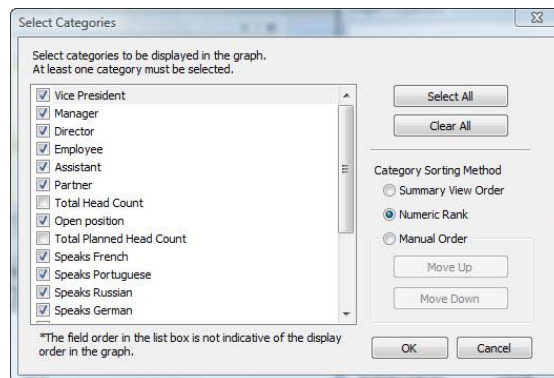 Select Categories
Select categories to be displayed in the graph.
At least one category must be selected.
Vice President
Manager
Director
Employee
Assistant
Partner
Total Head Count
Open position
Total Planned Head Count
Speaks French
Speaks Portuguese
Speaks Russian
Speaks German
*The field order in the list box is not indicative of the display
order in the graph.
Select All
Clear All
Category Sorting Method
Summary View Order
Numeric Rank
Manual Order
Move Up
Move Down
OK
Cancel